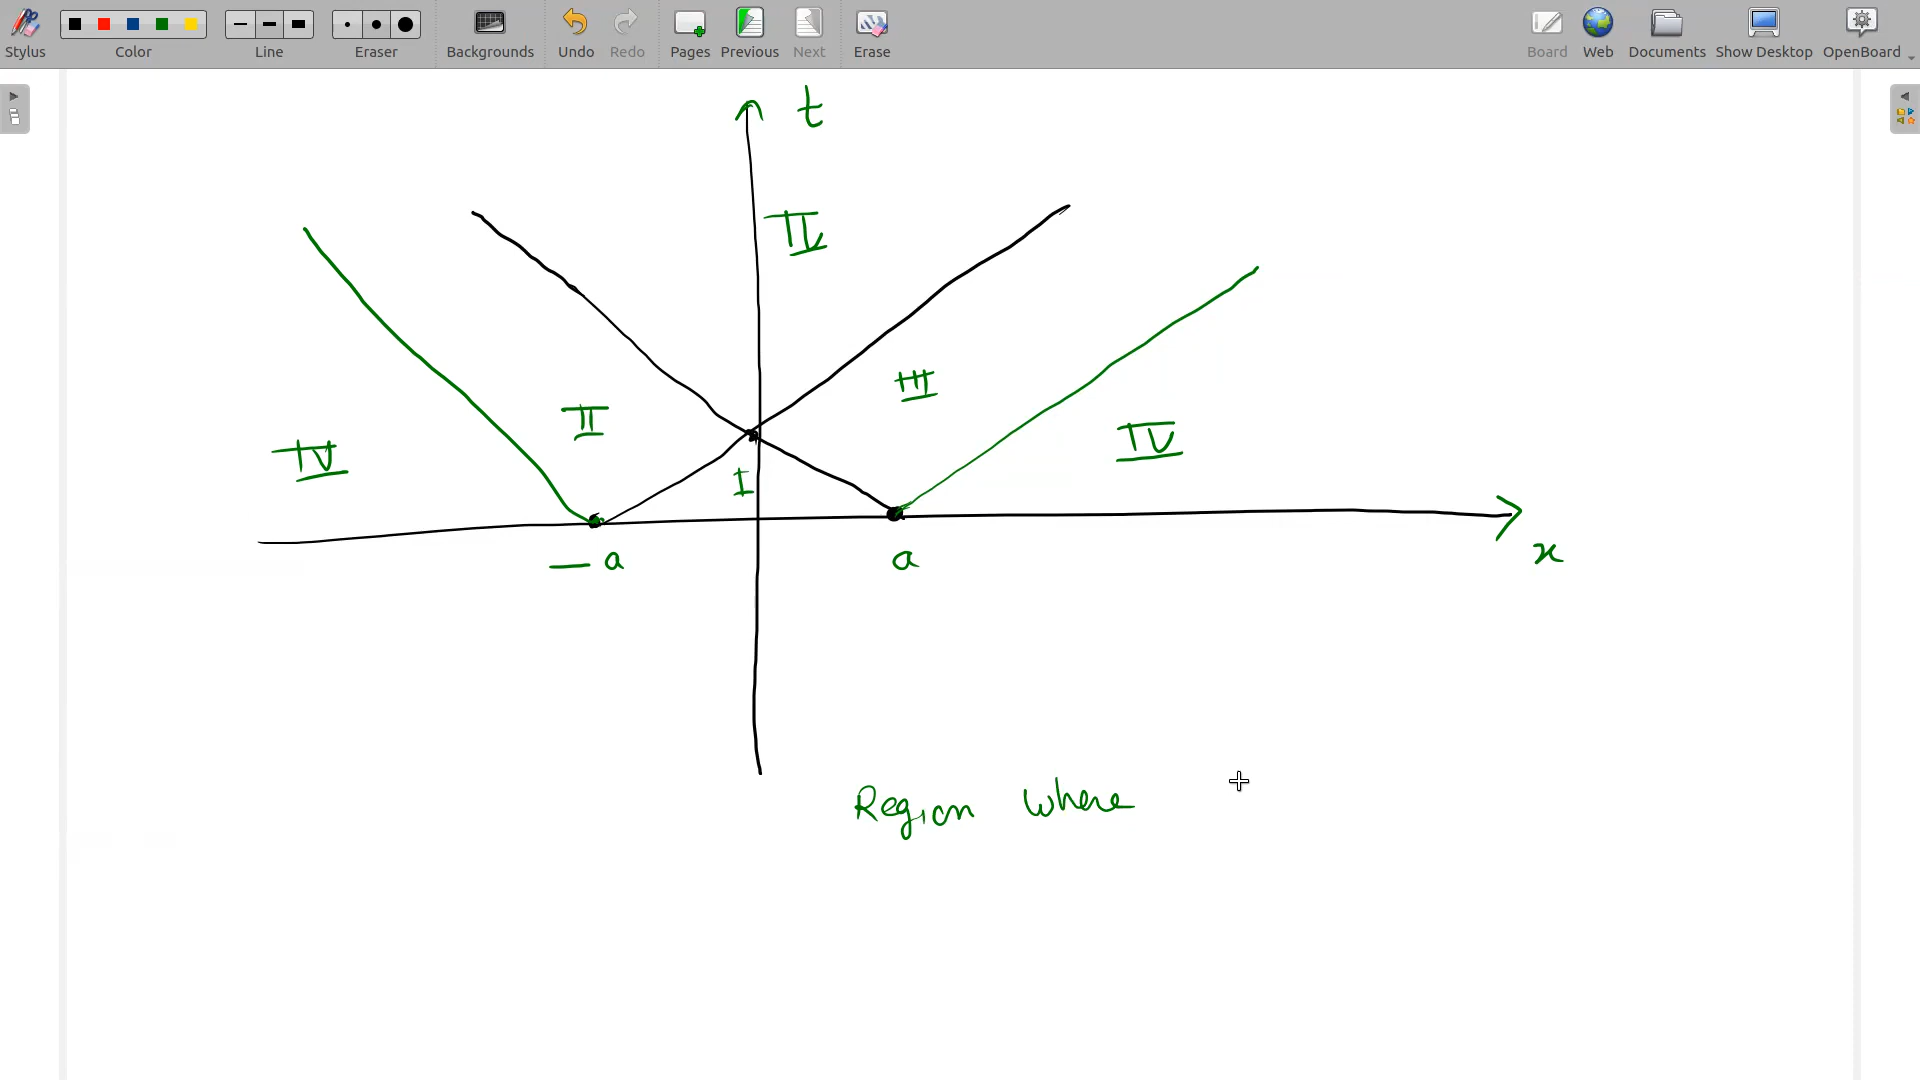 Stylus Color Line Eraser Backgrounds Undo Redo Pages Previous Next Erase Board Web Documents Show Desktop OpenBoard
t
IV
III
II
IV
IV
I
-a a
x
Region where